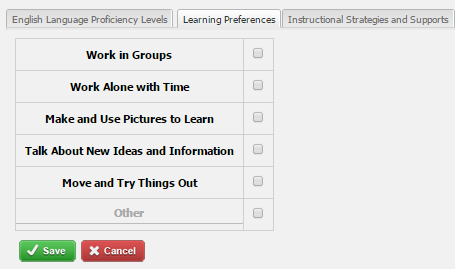 English Language Proficiency Levels Learning Preferences Instructional Strategies and Supports
Work in Groups
Work Alone with Time
Make and Use Pictures to Learn
Talk About New Ideas and Information
Move and Try Things Out
Other
Save Cancel